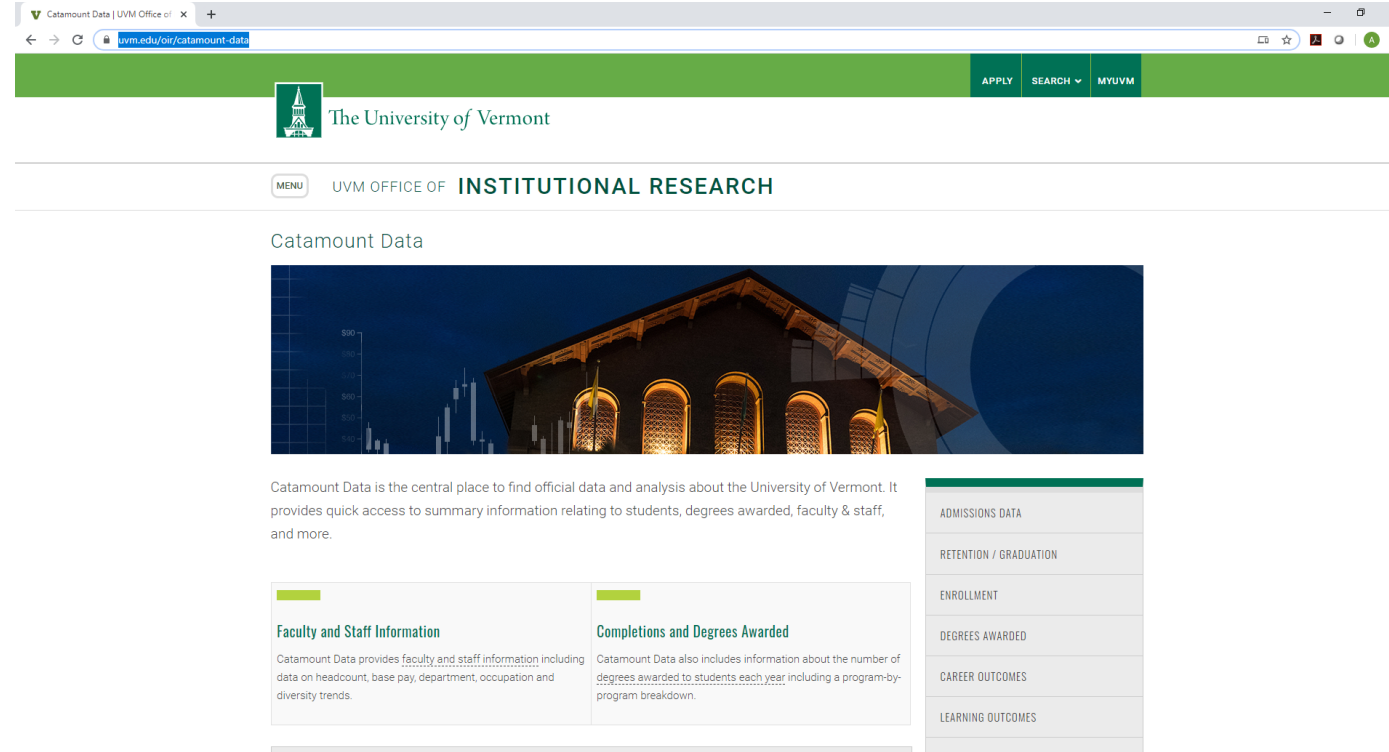 Catamount Data | UVM Office of
uvm.edu/oir/catamount-data
A
APPLY
SEARCH
MYUVM
The University of Vermont
MENU
UVM OFFICE OF INSTITUTIONAL RESEARCH
Catamount Data
$90
$80
$60
Catamount Data is the central place to find official data and analysis about the University of Vermont. It
provides quick access to summary information relating to students, degrees awarded, faculty & staff,
and more.
Faculty and Staff Information
Catamount Data provides faculty and staff information including
data on headcount, base pay, department, occupation and
diversity trends.
Completions and Degrees Awarded
Catamount Data also includes information about the number of
degrees awarded to students each year including a program-by-
program breakdown.
ADMISSIONS DATA
RETENTION / GRADUATION
ENROLLMENT
DEGREES AWARDED
CAREER OUTCOMES
LEARNING OUTCOMES